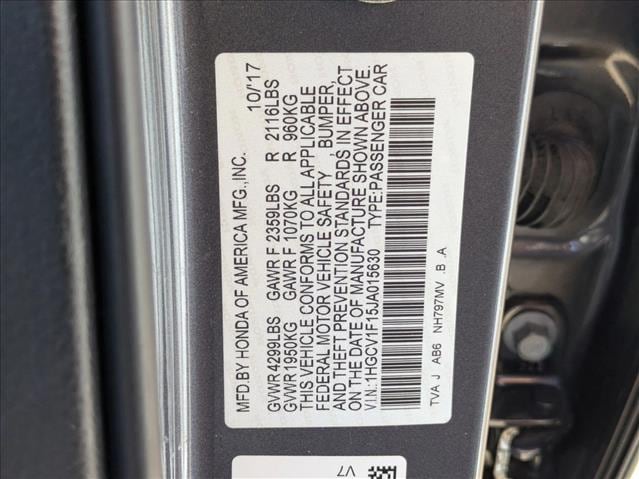 MFD. BY HONDA OF AMERICA MFG.,INC. 10/'17
GVWR 4299LBS GAWR F 2359LBS R 2116LBS
GVWR 1950KG GAWR F 1070KG R 960KG
THIS VEHICLE CONFORMS TO ALL APPLICABLE
FEDERAL MOTOR VEHICLE SAFETY , BUMPER,
AND THEFT PREVENTION STANDARDS IN EFFECT
ON THE DATE OF MANUFACTURE SHOWN ABOVE.
V.I.N.:1HGCV1F15JA015630 TYPE:PASSENGER CAR
TVA J AB6 NH797MV .B .A
V7